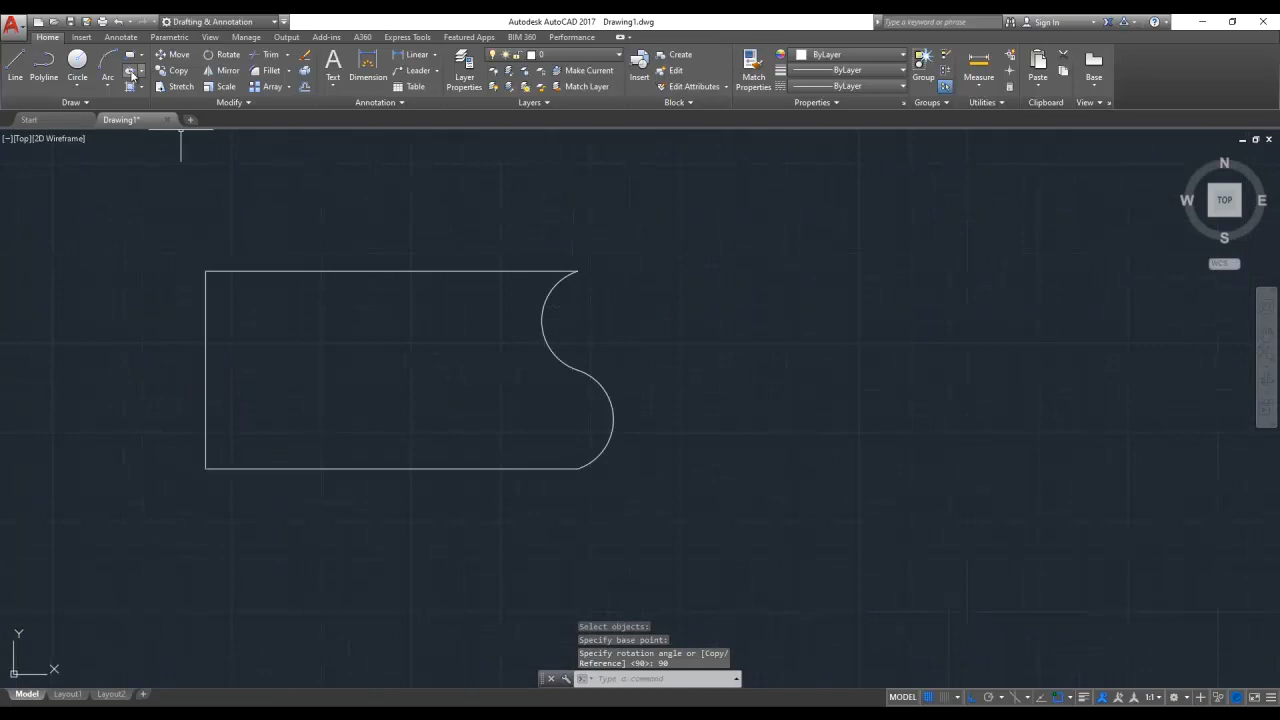 Drafting & Annotation
Autodesk AutoCAD 2017 Drawing1.dwg
Type a keyword or phrase
Sign In
Home Insert Annotate Parametric View Manage Output Add-ins A360 Express Tools Featured Apps BIM 360 Performance
Line
Polyline
Circle
Arc
Draw
Move Rotate Trim
Copy Mirror Fillet
Stretch Scale Array
Modify
Text
Dimension
Linear
Leader
Table
Annotation
Layer
Properties
0
Make Current
Match Layer
Layers
Insert
Create
Edit
Edit Attributes
Block
Match
Properties
ByLayer
ByLayer
ByLayer
Properties
Group
Groups
Measure
Utilities
Paste
Clipboard
Base
View
Start Drawing1* 
[−][Top][2D Wireframe]
N
W TOP E
S
WCS
Y
X
Select objects:
Specify base point:
Specify rotation angle or [Copy/
Reference] <90>: 90
Type a command
Model Layout1 Layout2 +
MODEL 1:1